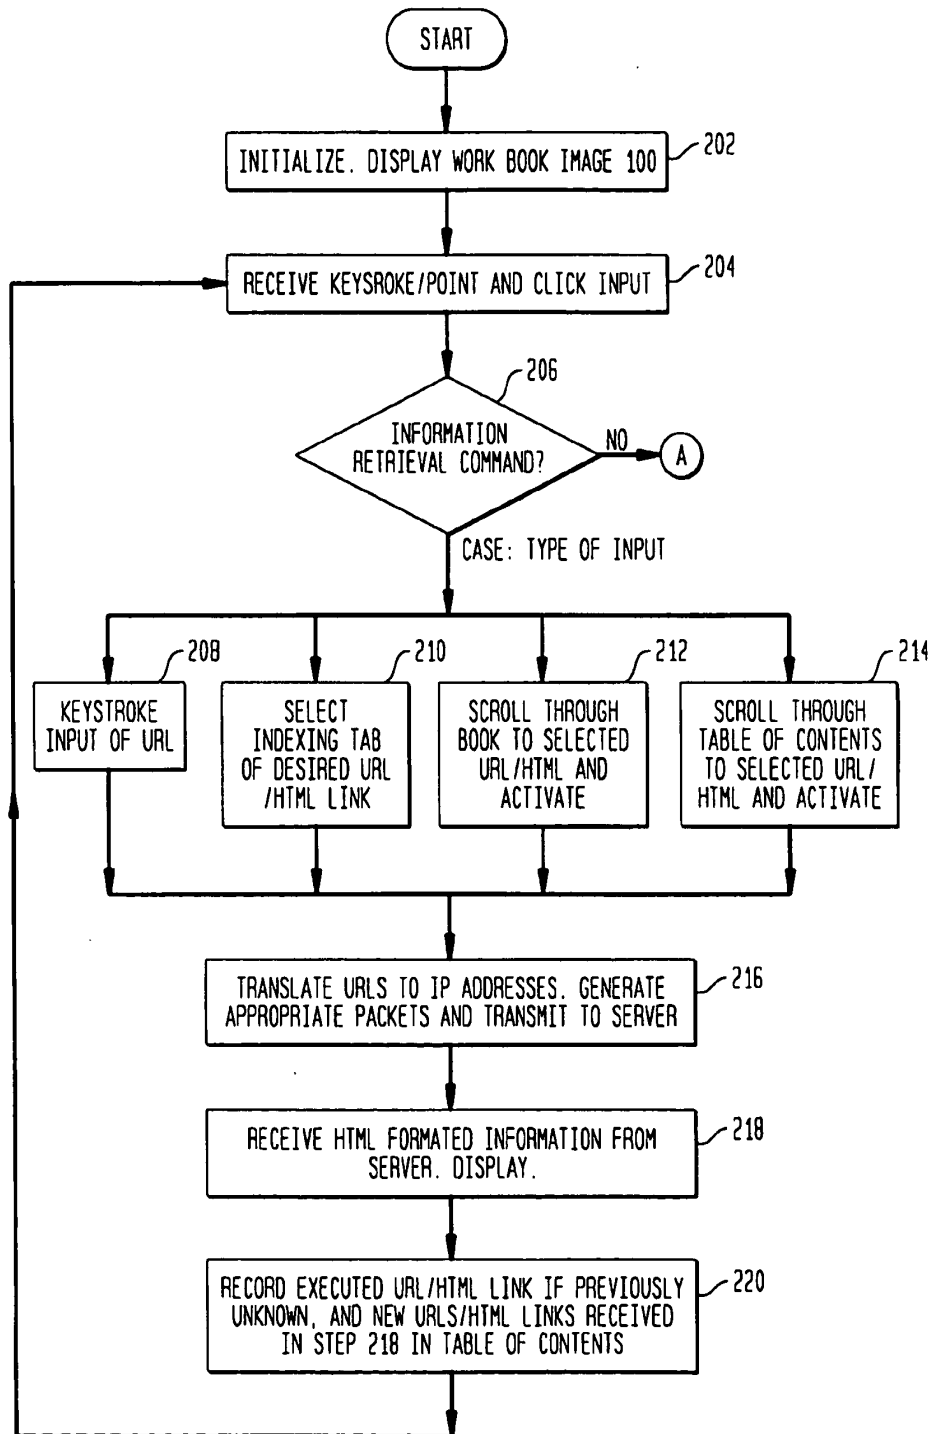 START
INITIALIZE. DISPLAY WORK BOOK IMAGE 100
202
RECEIVE KEYSROKE/POINT AND CLICK INPUT
204
206
INFORMATION
RETRIEVAL COMMAND?
NO
A
CASE: TYPE OF INPUT
208
KEYSTROKE
INPUT OF URL
210
SELECT
INDEXING TAB
OF DESIRED URL
/HTML LINK
212
SCROLL THROUGH
BOOK TO SELECTED
URL/HTML AND
ACTIVATE
214
SCROLL THROUGH
TABLE OF CONTENTS
TO SELECTED URL/
HTML AND ACTIVATE
TRANSLATE URLS TO IP ADDRESSES. GENERATE
APPROPRIATE PACKETS AND TRANSMIT TO SERVER
216
RECEIVE HTML FORMATED INFORMATION FROM
SERVER. DISPLAY.
218
RECORD EXECUTED URL/HTML LINK IF PREVIOUSLY
UNKNOWN, AND NEW URLS/HTML LINKS RECEIVED
IN STEP 218 IN TABLE OF CONTENTS
220